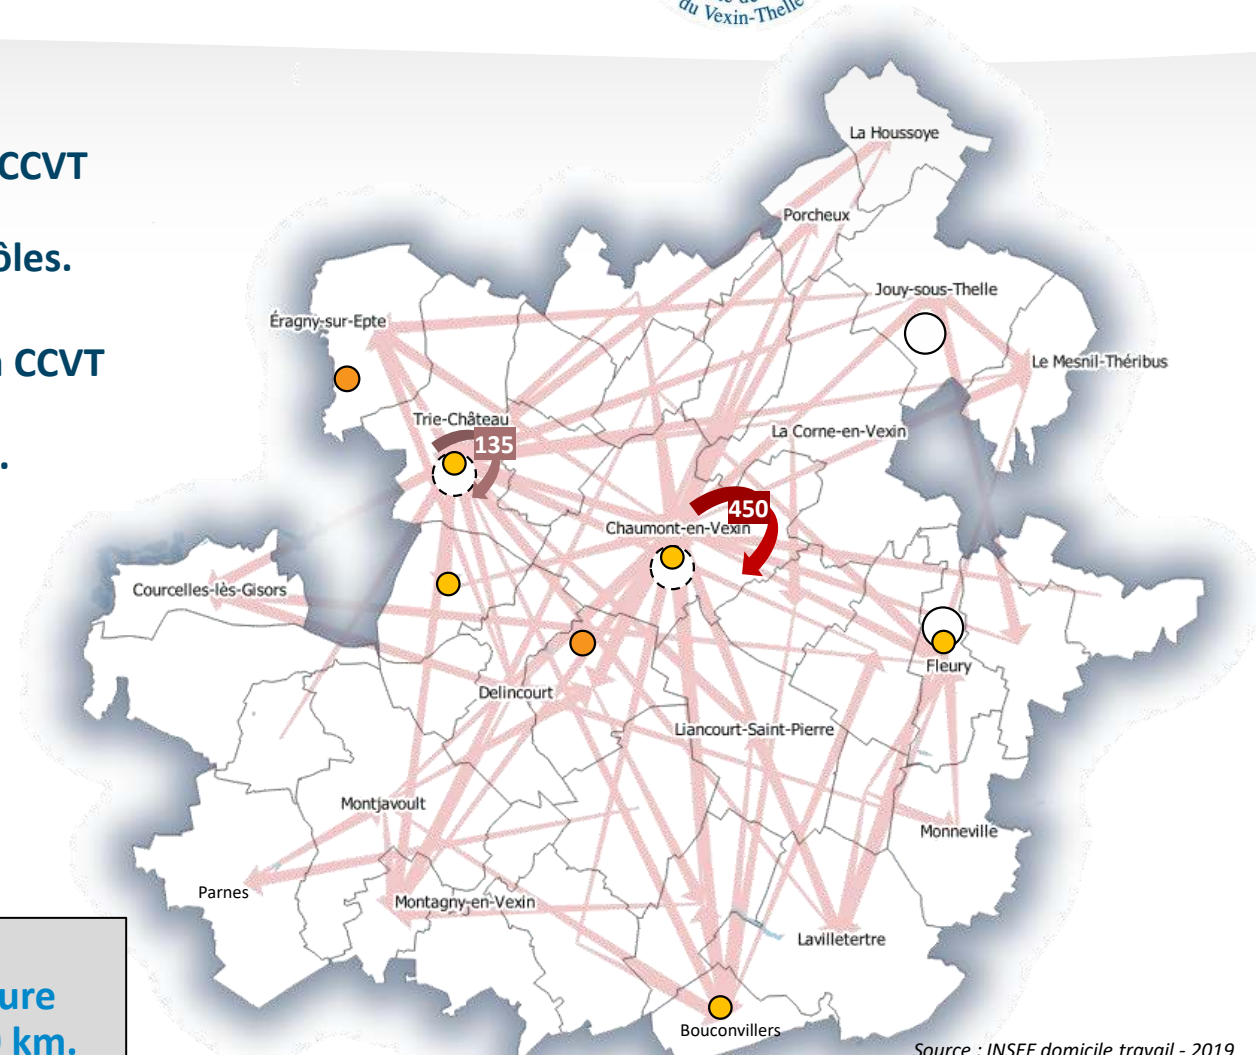 du Vexin-Thelle
CCVT
ôles.
CCVT
.
ure
km.
La Houssoye
Porcheux
Jouy-sous-Thelle
Éragny-sur-Epte
Le Mesnil-Théribus
Trie-Château
La Corne-en-Vexin
135
450
Chaumont-en-Vexin
Courcelles-lès-Gisors
Fleury
Delincourt
Liancourt-Saint-Pierre
Montjavoult
Monneville
Parnes
Montagny-en-Vexin
Lavilletertre
Bouconvillers
Source : INSEE domicile travail - 2019